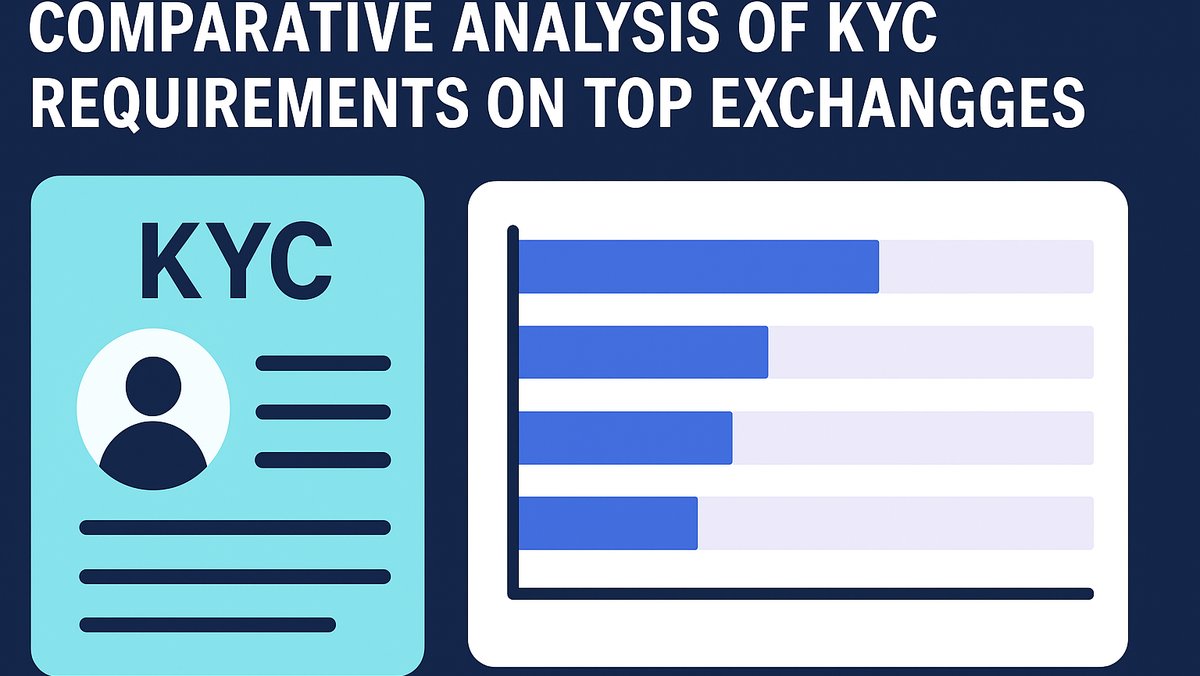 COMPARATIVE ANALYSIS OF KYC
REQUIREMENTS ON TOP EXCHANGGES
KYC